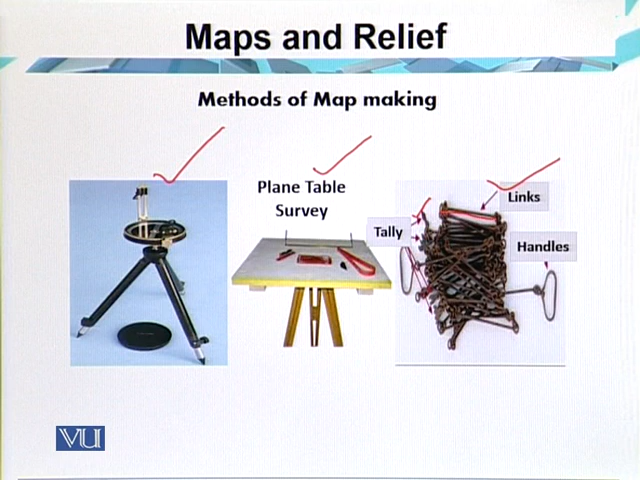 Maps and Relief
Methods of Map making
Plane Table
Survey
Links
Tally
Handles
VU